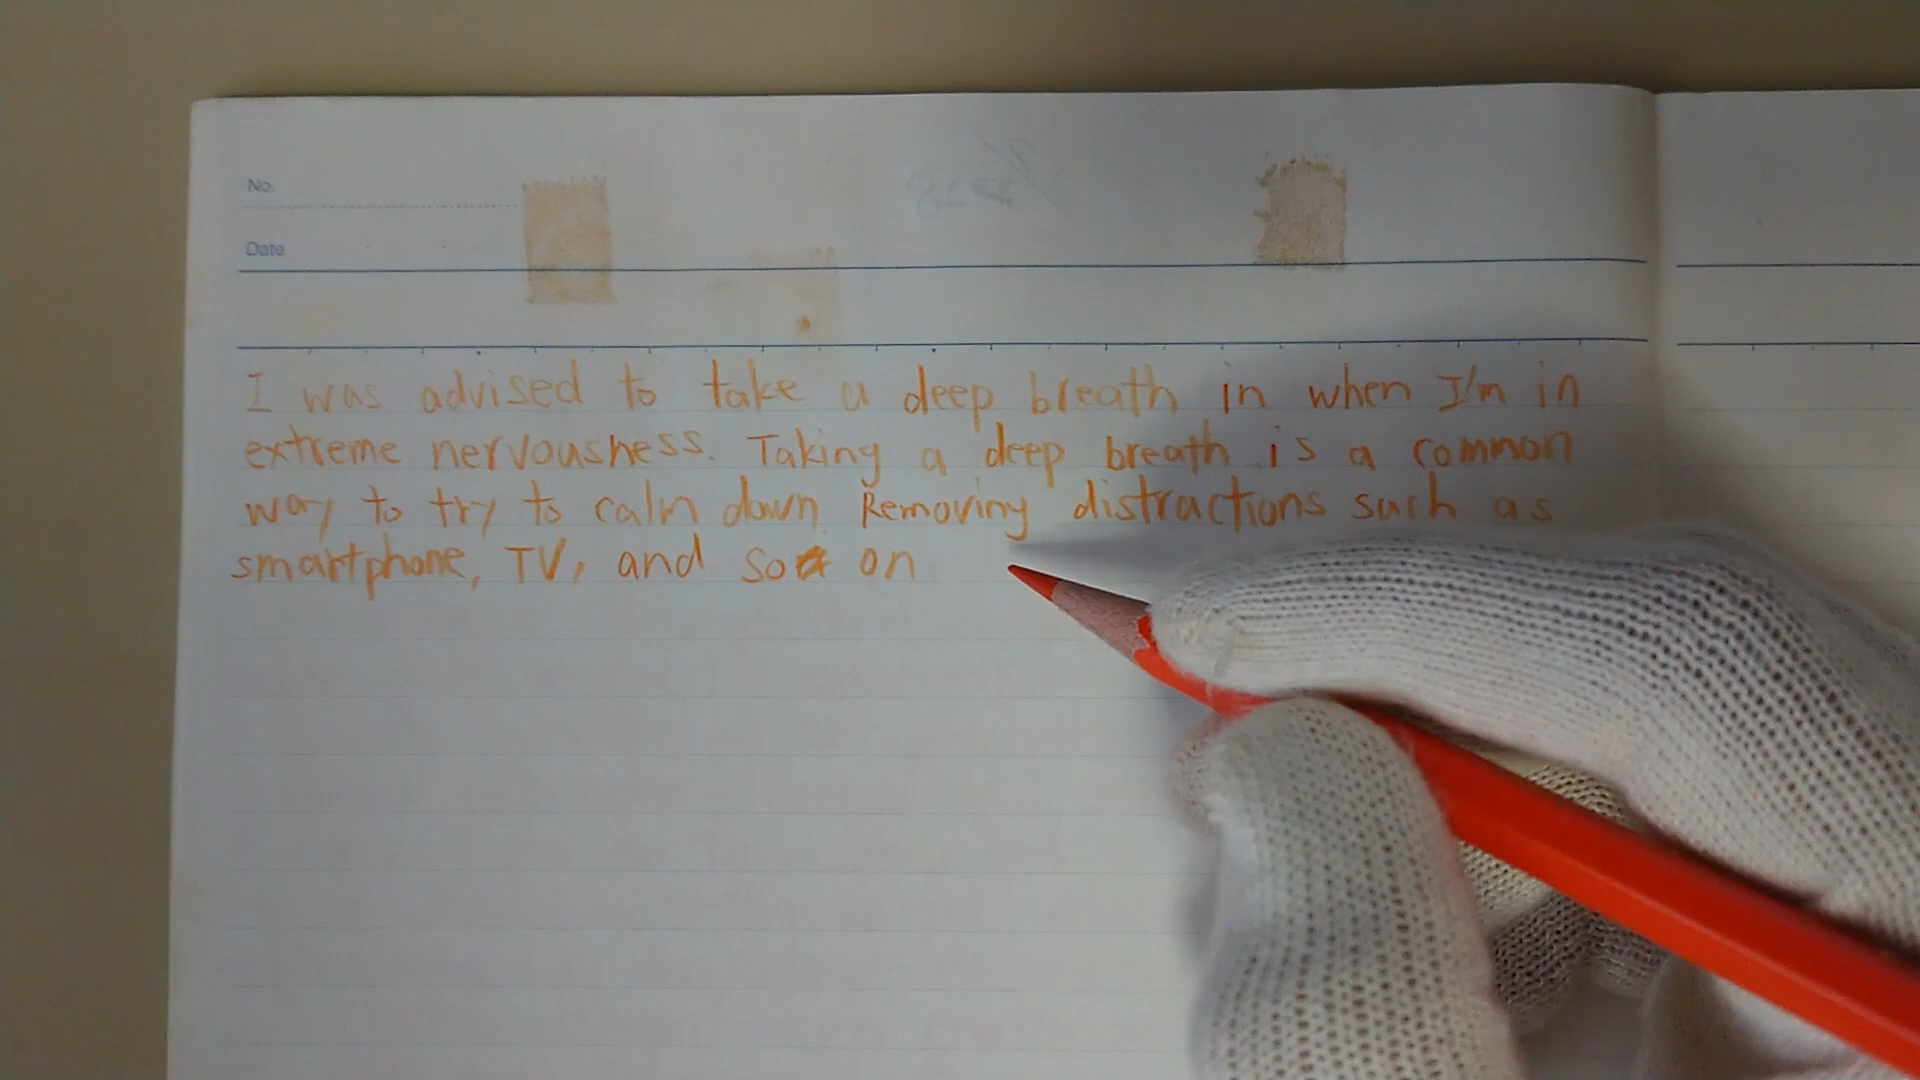 No.
Date
I was advised to take a deep breath in when I'm in
extreme nervousness. Taking a deep breath is a common
way to try to calm down Removing distractions such as
smartphone, TV, and so on